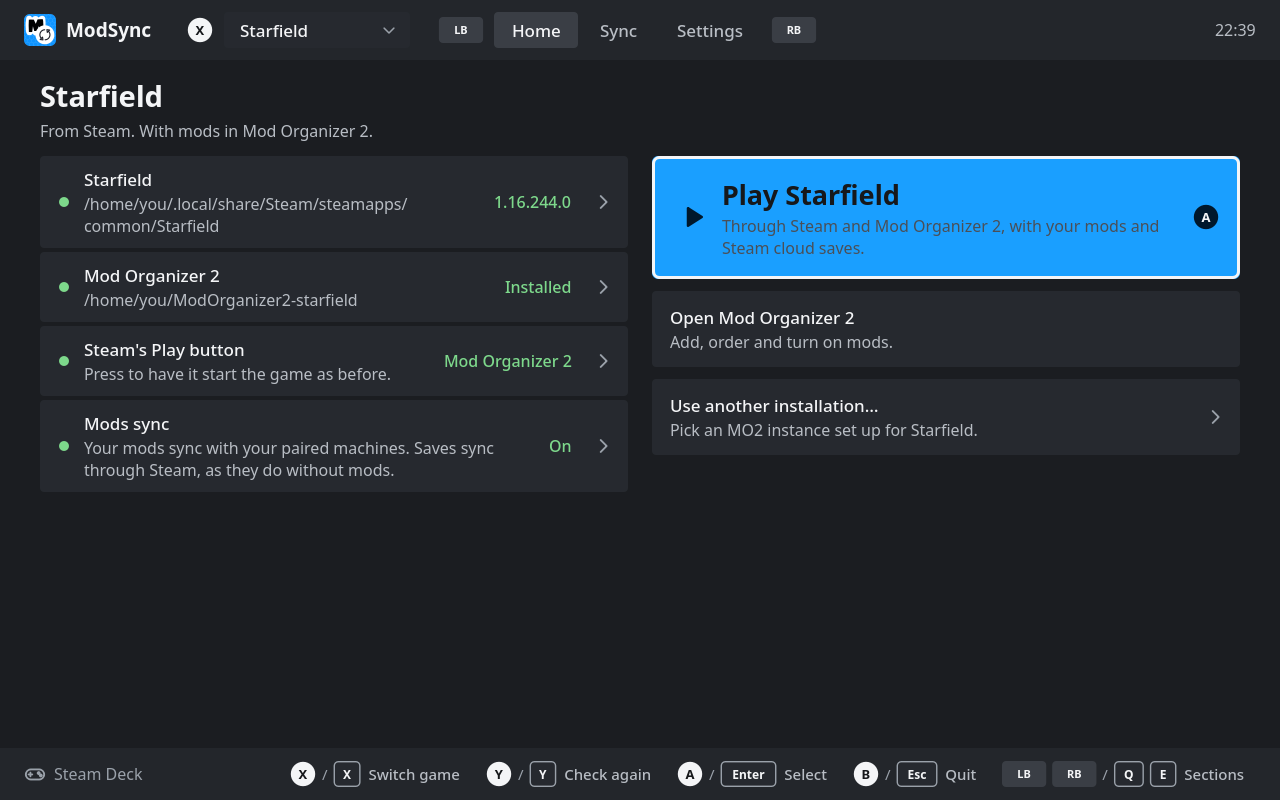 ModSync
X
Starfield
LB
Home
Sync
Settings
RB
22:39
Starfield
From Steam. With mods in Mod Organizer 2.
Starfield
/home/you/.local/share/Steam/steamapps/
common/Starfield
1.16.244.0
Mod Organizer 2
/home/you/ModOrganizer2-starfield
Installed
Steam's Play button
Press to have it start the game as before.
Mod Organizer 2
Mods sync
Your mods sync with your paired machines. Saves sync
through Steam, as they do without mods.
On
Play Starfield
Through Steam and Mod Organizer 2, with your mods and
Steam cloud saves.
A
Open Mod Organizer 2
Add, order and turn on mods.
Use another installation...
Pick an MO2 instance set up for Starfield.
Steam Deck
X / X Switch game
Y / Y Check again
A / Enter Select
B / Esc Quit
LB RB / Q E Sections